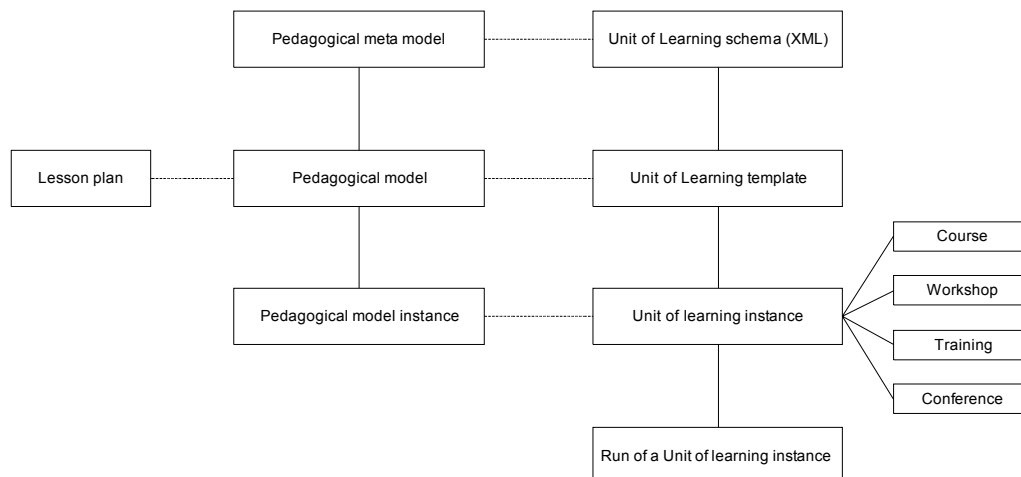 Pedagogical meta model
Unit of Learning schema (XML)
Lesson plan
Pedagogical model
Unit of Learning template
Course
Workshop
Pedagogical model instance
Unit of learning instance
Training
Conference
Run of a Unit of learning instance